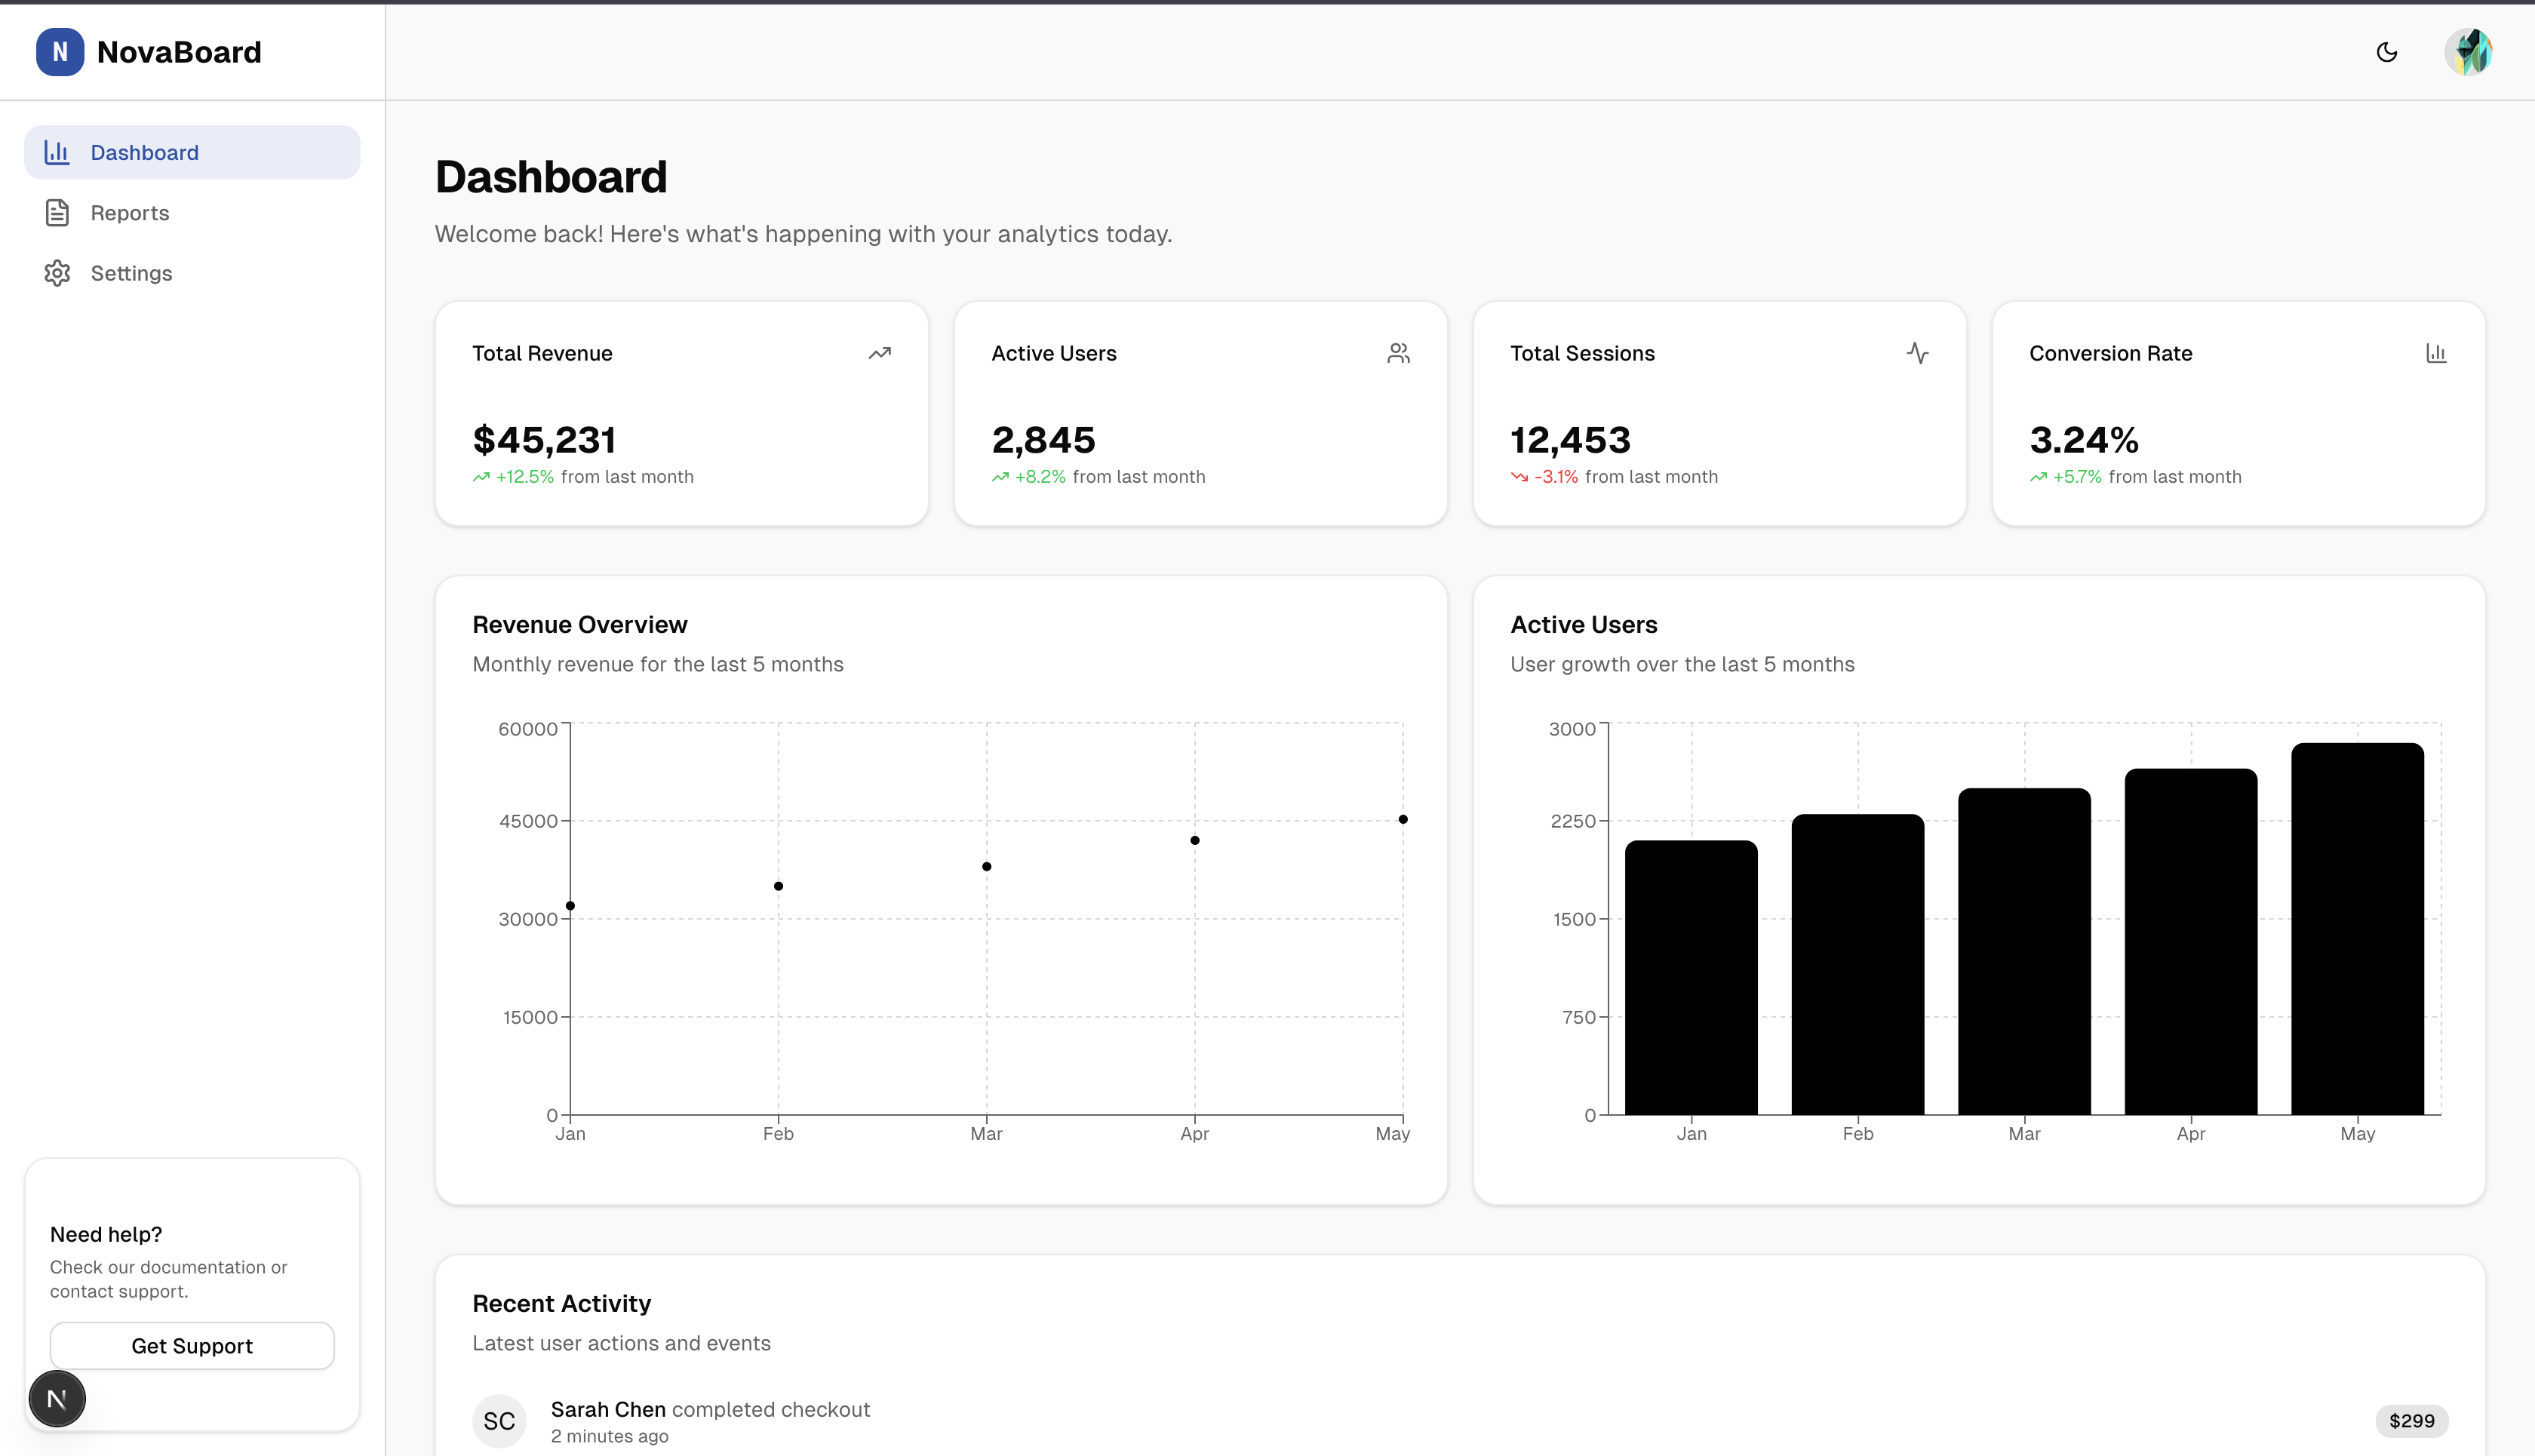 N NovaBoard
Dashboard
Reports
Settings
Need help?
Check our documentation or
contact support.
Get Support
N
Dashboard
Welcome back! Here's what's happening with your analytics today.
Total Revenue
$45,231
+12.5% from last month
Active Users
2,845
+8.2% from last month
Total Sessions
12,453
-3.1% from last month
Conversion Rate
3.24%
+5.7% from last month
Revenue Overview
Monthly revenue for the last 5 months
60000
45000
30000
15000
0
Jan Feb Mar Apr May
Active Users
User growth over the last 5 months
3000
2250
1500
750
0
Jan Feb Mar Apr May
Recent Activity
Latest user actions and events
SC
Sarah Chen completed checkout
2 minutes ago
$299